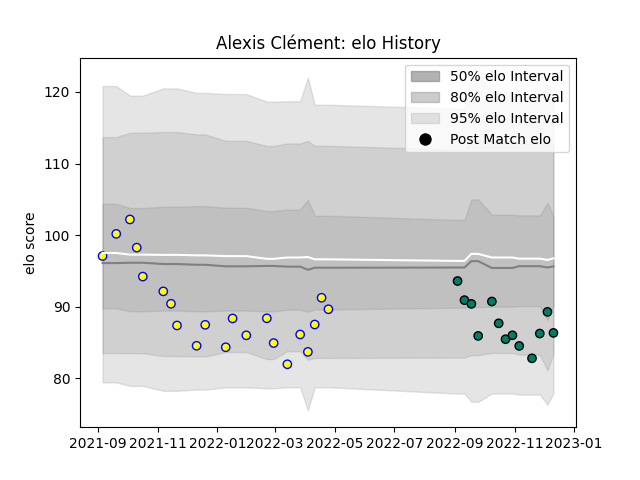 Alexis Clément: elo History
50% elo Interval
80% elo Interval
95% elo Interval
Post Match elo
elo score
120
110
100
90
80
2021-09 2021-11 2022-01 2022-03 2022-05 2022-07 2022-09 2022-11 2023-01